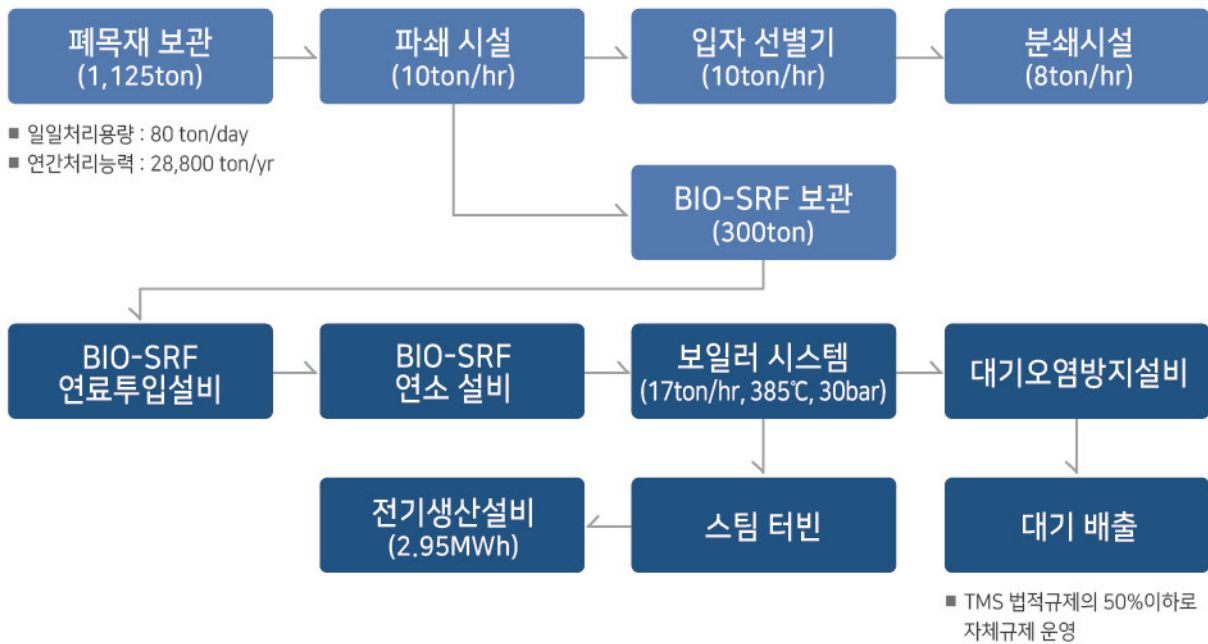 폐목재 보관
(1,125ton)
파쇄 시설
(10ton/hr)
입자 선별기
(10ton/hr)
분쇄시설
(8ton/hr)
■ 일일처리용량 : 80 ton/day
■ 연간처리능력 : 28,800 ton/yr
BIO-SRF 보관
(300ton)
BIO-SRF
연료투입설비
BIO-SRF
연소 설비
보일러 시스템
(17ton/hr, 385℃, 30bar)
대기오염방지설비
전기생산설비
(2.95MWh)
스팀 터빈
대기 배출
■ TMS 법적규제의 50%이하로
자체규제 운영